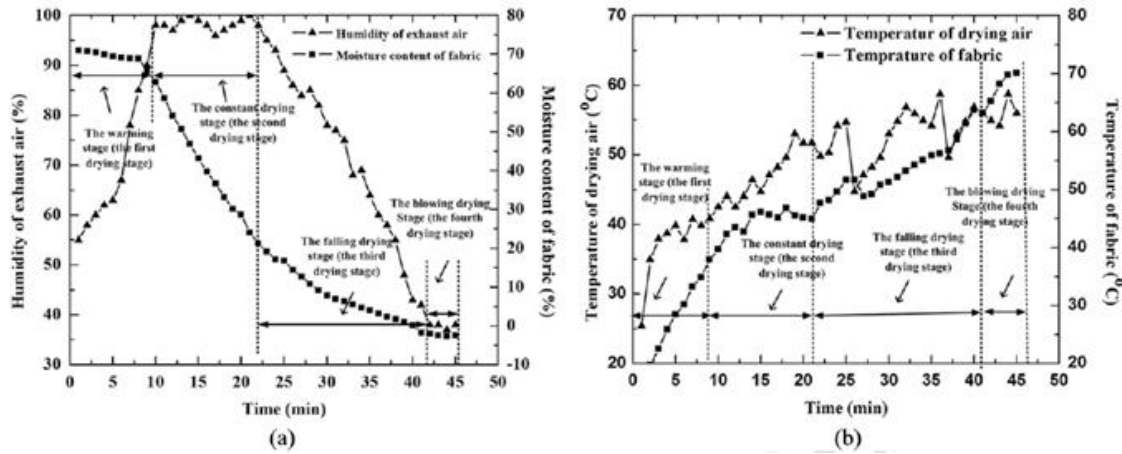 100
90
80
70
60
50
40
30
80
70
60
50
40
30
20
10
0
-10
Humidity of exhaust air (%)
Moisture content of fabric (%)
Humidity of exhaust air
Moisture content of fabric
The warming
stage (the first
drying stage)
The constant drying
stage (the second
drying stage)
The falling drying
stage (the third
drying stage)
The blowing drying
Stage (the fourth
drying stage)
0 5 10 15 20 25 30 35 40 45 50
Time (min)
(a)
70
60
50
40
30
20
80
70
60
50
40
30
20
Temperature of drying air (⁰C)
Temperature of fabric (⁰C)
Temperatur of drying air
Temprature of fabric
The warming
stage (the first
drying stage)
The constant drying
stage (the second
drying stage)
The falling drying
stage (the third
drying stage)
The blowing drying
Stage (the fourth
drying stage)
0 5 10 15 20 25 30 35 40 45 50
Time (min)
(b)